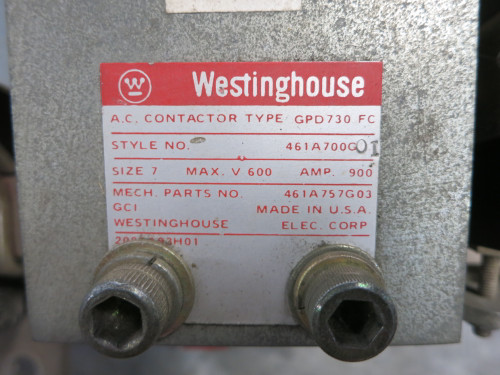 Westinghouse
A.C. CONTACTOR TYPE GPD730 FC
STYLE NO. 461A700G01
SIZE 7 MAX. V 600 AMP. 900
MECH. PARTS NO. 461A757G03
GCI MADE IN U.S.A.
WESTINGHOUSE ELEC. CORP